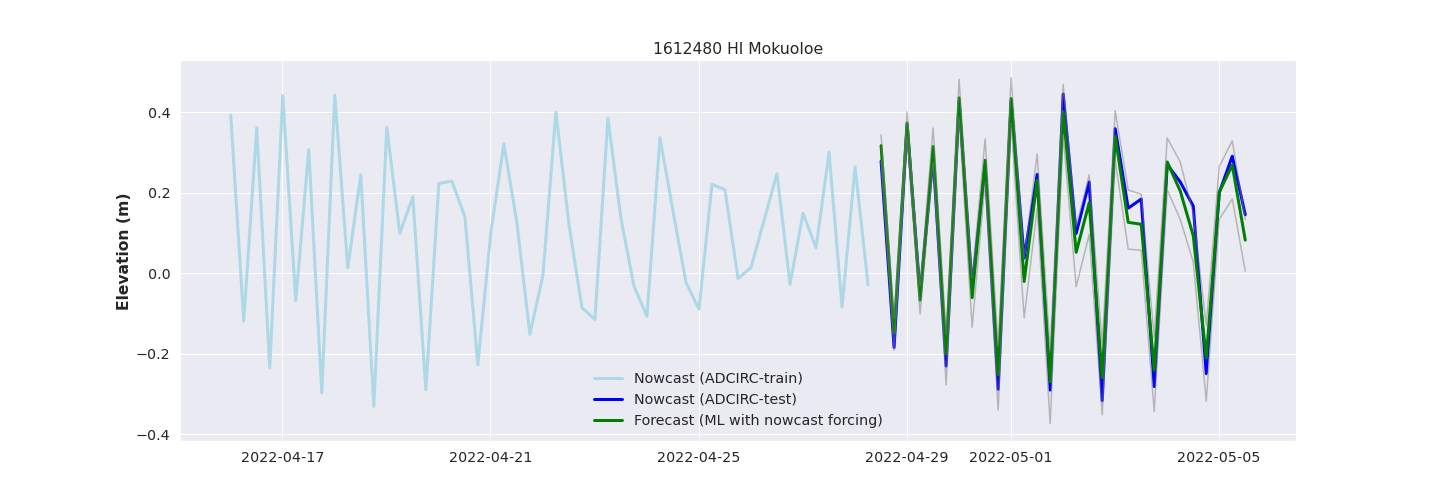 1612480 HI Mokuoloe
Elevation (m)
0.4
0.2
0.0
−0.2
−0.4
Nowcast (ADCIRC-train)
Nowcast (ADCIRC-test)
Forecast (ML with nowcast forcing)
2022-04-17 2022-04-21 2022-04-25 2022-04-29 2022-05-01 2022-05-05